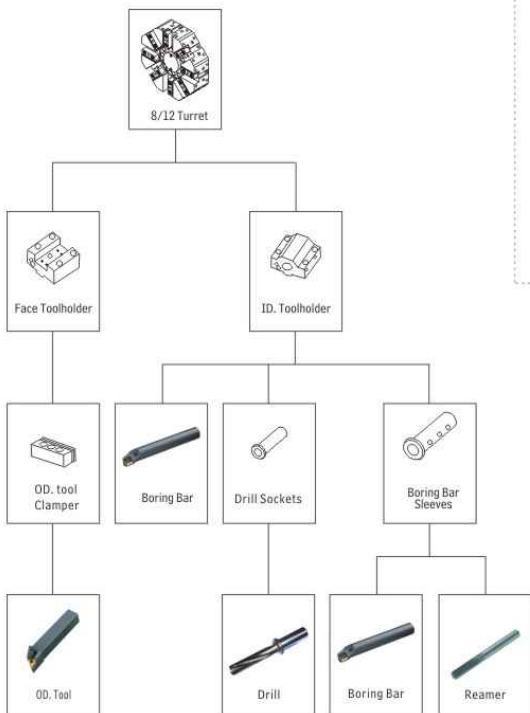 8/12 Turret
Face Toolholder
ID. Toolholder
OD. tool
Clamper
Boring Bar
Drill Sockets
Boring Bar
Sleeves
OD. Tool
Drill
Boring Bar
Reamer